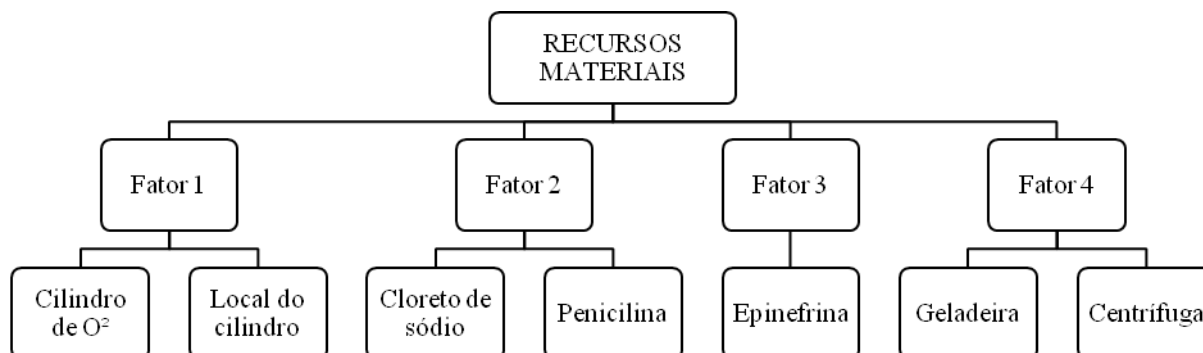 RECURSOS
MATERIAIS
Fator 1
Fator 2
Fator 3
Fator 4
Cilindro
de O²
Local do
cilindro
Cloreto de
sódio
Penicilina
Epinefrina
Geladeira
Centrífuga